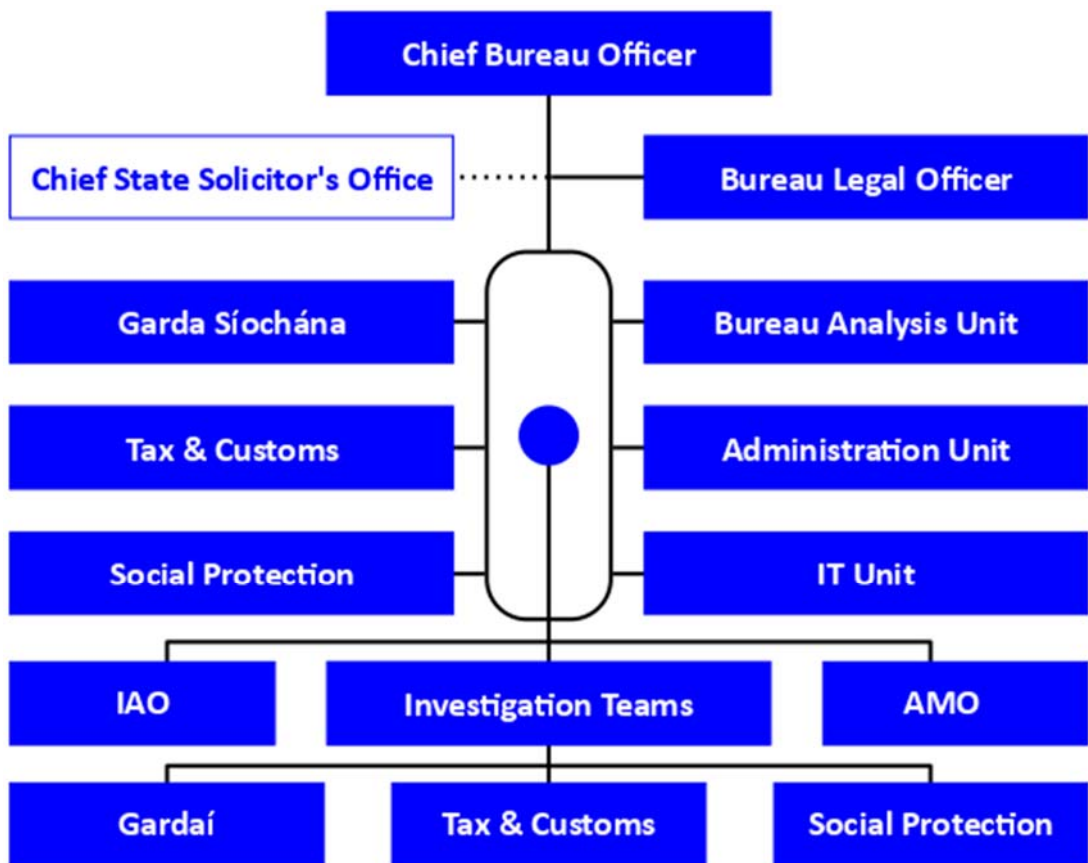 Chief Bureau Officer
Chief State Solicitor's Office
Bureau Legal Officer
Garda Síochána
Bureau Analysis Unit
Tax & Customs
Administration Unit
Social Protection
IT Unit
IAO
Investigation Teams
AMO
Gardaí
Tax & Customs
Social Protection